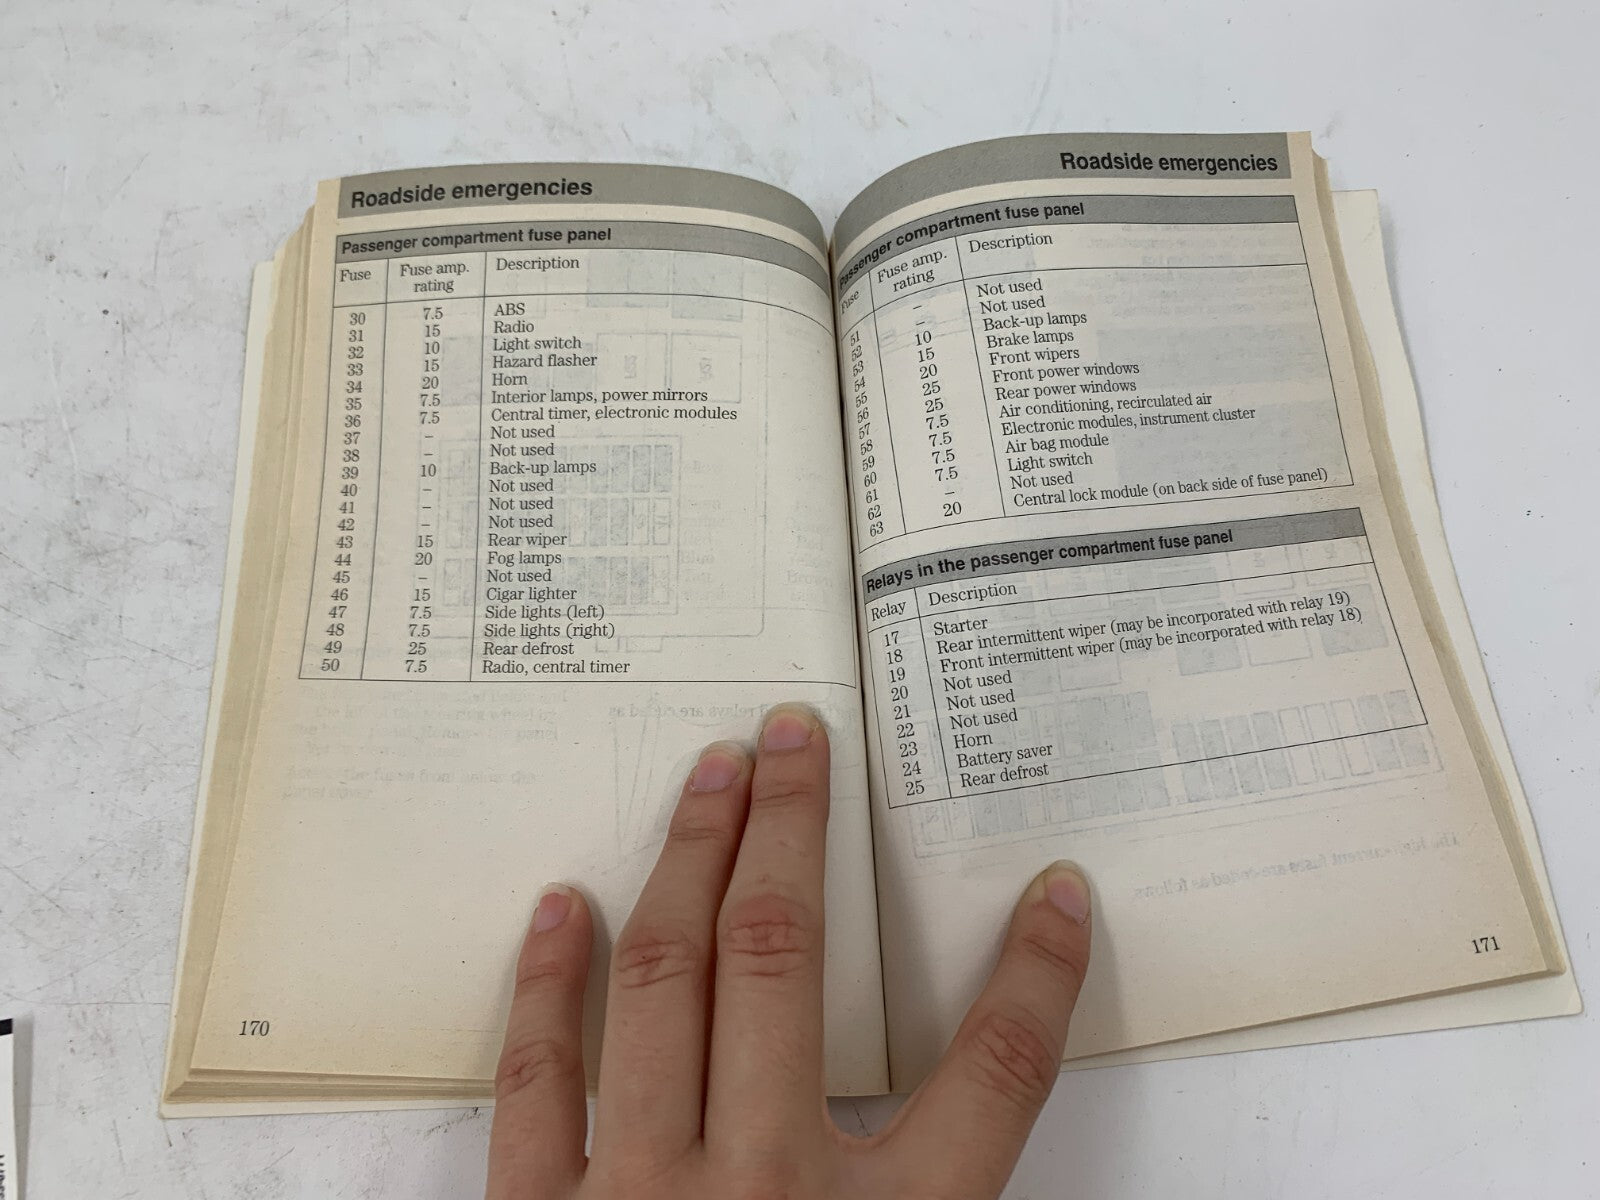 Roadside emergencies
Passenger compartment fuse panel
Fuse Fuse amp. rating Description
30 7.5 ABS
31 15 Radio
32 10 Light switch
33 15 Hazard flasher
34 20 Horn
35 7.5 Interior lamps, power mirrors
36 7.5 Central timer, electronic modules
37 – Not used
38 – Not used
39 10 Back-up lamps
40 – Not used
41 – Not used
42 – Not used
43 15 Rear wiper
44 20 Fog lamps
45 – Not used
46 15 Cigar lighter
47 7.5 Side lights (left)
48 7.5 Side lights (right)
49 25 Rear defrost
50 7.5 Radio, central timer
170
Roadside emergencies
Passenger compartment fuse panel
Fuse Fuse amp. rating Description
51 – Not used
52 – Not used
53 10 Back-up lamps
54 15 Brake lamps
55 20 Front wipers
56 25 Front power windows
57 25 Rear power windows
58 7.5 Air conditioning, recirculated air
59 7.5 Electronic modules, instrument cluster
60 7.5 Air bag module
61 7.5 Light switch
62 – Not used
63 20 Central lock module (on back side of fuse panel)
Relays in the passenger compartment fuse panel
Relay Description
17 Starter
18 Rear intermittent wiper (may be incorporated with relay 19)
19 Front intermittent wiper (may be incorporated with relay 18)
20 Not used
21 Not used
22 Not used
23 Horn
24 Battery saver
25 Rear defrost
171